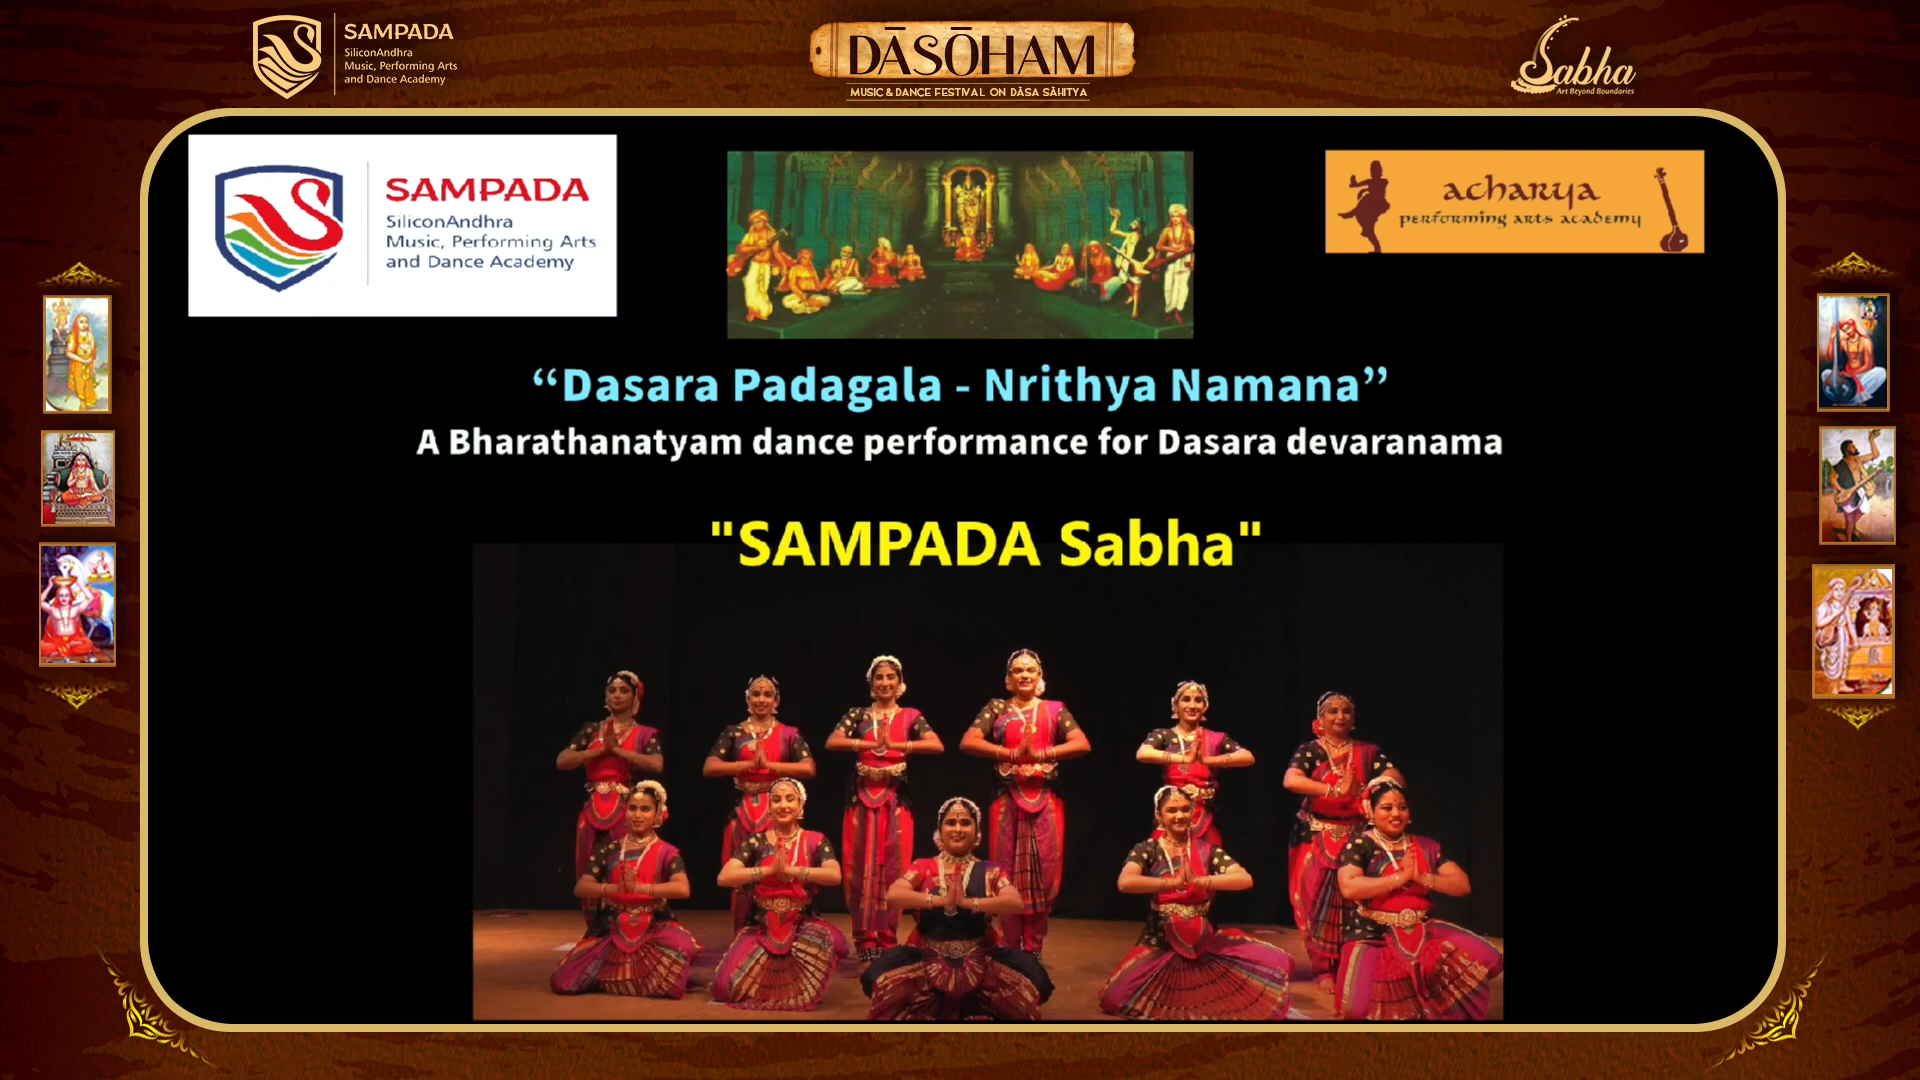 SAMPADA
SiliconAndhra
Music, Performing Arts
and Dance Academy
DĀSŌHAM
MUSIC & DANCE FESTIVAL ON DĀSA SĀHITYA
Sabha
Art Beyond Boundaries
SAMPADA
SiliconAndhra
Music, Performing Arts
and Dance Academy
acharya
performing arts academy
“Dasara Padagala - Nrithya Namana”
A Bharathanatyam dance performance for Dasara devaranama
"SAMPADA Sabha"